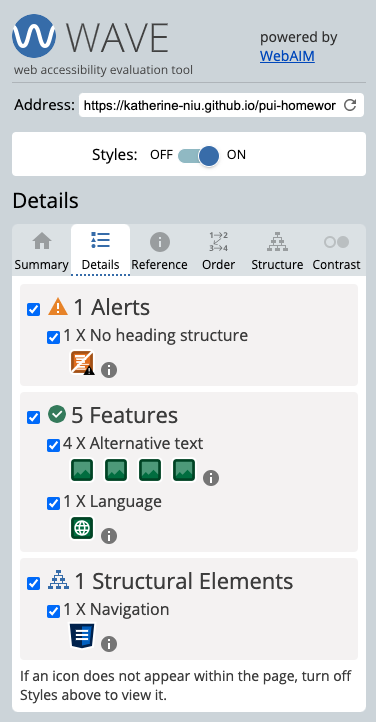 WAVE
web accessibility evaluation tool
powered by
WebAIM
Address: https://katherine-niu.github.io/pui-homewor
Styles: OFF ON
Details
Summary Details Reference Order Structure Contrast
1 Alerts
1 X No heading structure
5 Features
4 X Alternative text
1 X Language
1 Structural Elements
1 X Navigation
If an icon does not appear within the page, turn off
Styles above to view it.